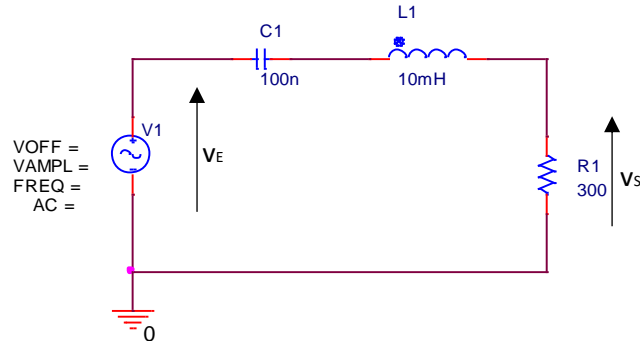 L1
C1
100n
10mH
V1
VOFF =
VAMPL =
FREQ =
AC =
VE
R1
300
VS
0